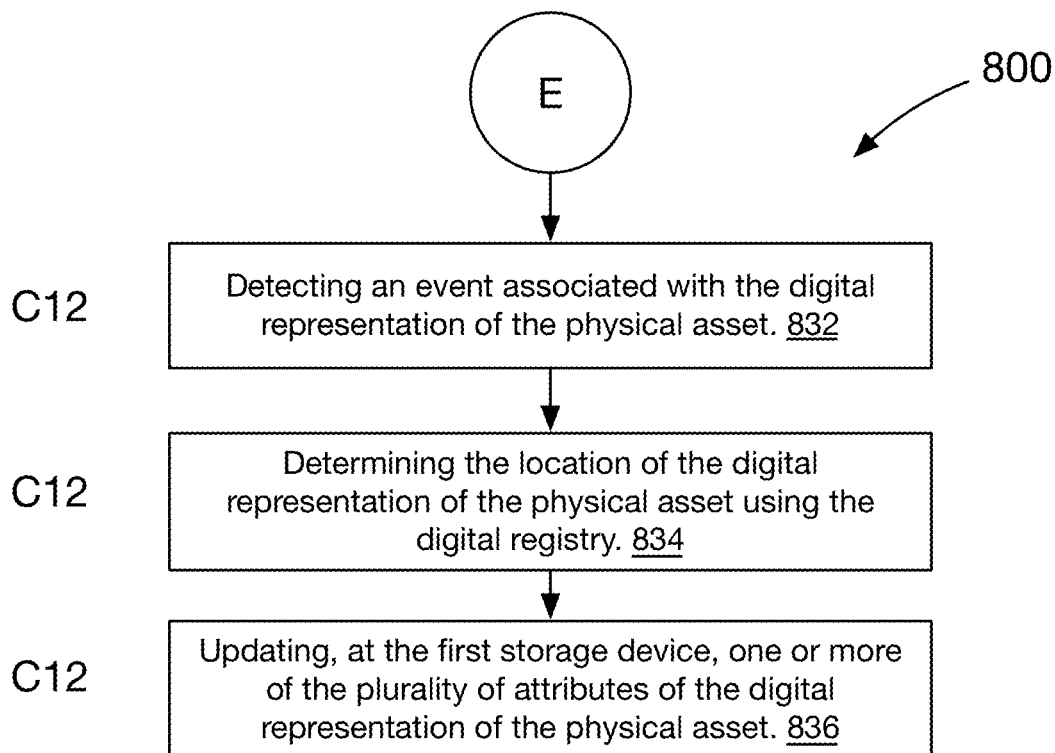 E
800
C12
Detecting an event associated with the digital
representation of the physical asset. 832
C12
Determining the location of the digital
representation of the physical asset using the
digital registry. 834
C12
Updating, at the first storage device, one or more
of the plurality of attributes of the digital
representation of the physical asset. 836